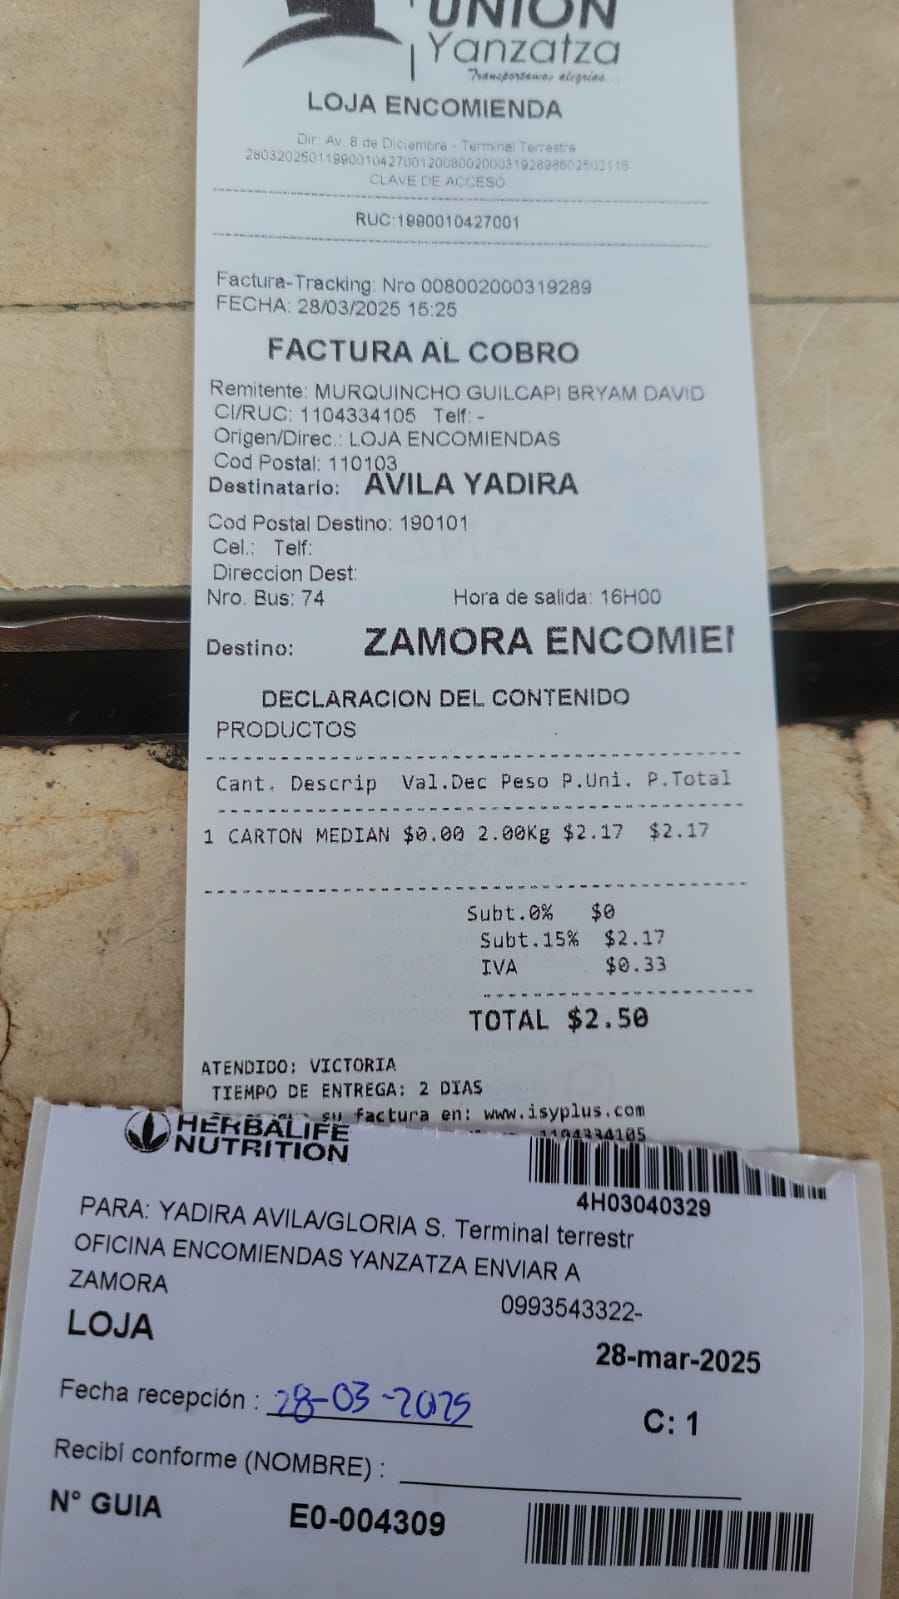 UNION
Yanzatza
Transportamos alegrías...
LOJA ENCOMIENDA
Dir: Av. 8 de Diciembre - Terminal Terrestre
CLAVE DE ACCESO
RUC:1990010427001
Factura-Tracking: Nro 008002000319289
FECHA: 28/03/2025 15:25
FACTURA AL COBRO
Remitente: MURQUINCHO GUILCAPI BRYAM DAVID
CI/RUC: 1104334105 Telf: -
Origen/Direc.: LOJA ENCOMIENDAS
Cod Postal: 110103
Destinatario: AVILA YADIRA
Cod Postal Destino: 190101
Cel.: Telf:
Direccion Dest:
Nro. Bus: 74 Hora de salida: 16H00
Destino: ZAMORA ENCOMIEN
DECLARACION DEL CONTENIDO
PRODUCTOS
Cant. Descrip Val.Dec Peso P.Uni. P.Total
1 CARTON MEDIAN $0.00 2.00Kg $2.17 $2.17
Subt.0% $0
Subt.15% $2.17
IVA $0.33
TOTAL $2.50
ATENDIDO: VICTORIA
TIEMPO DE ENTREGA: 2 DIAS
su factura en: www.isyplus.com
1104334105
HERBALIFE
NUTRITION
4H03040329
PARA: YADIRA AVILA/GLORIA S. Terminal terrestr
OFICINA ENCOMIENDAS YANZATZA ENVIAR A
ZAMORA
0993543322-
LOJA
28-mar-2025
Fecha recepción : 28-03-2025
C: 1
Recibí conforme (NOMBRE) :
N° GUIA E0-004309